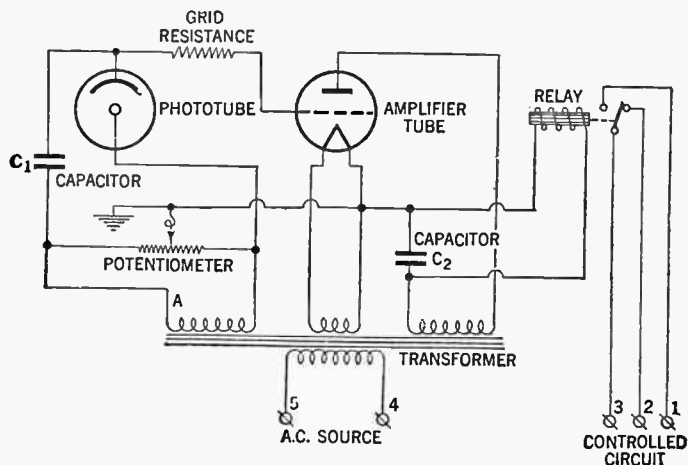 GRID
RESISTANCE
PHOTOTUBE
AMPLIFIER
TUBE
RELAY
C1
CAPACITOR
CAPACITOR
C2
POTENTIOMETER
A
TRANSFORMER
5
4
A.C. SOURCE
3
2
1
CONTROLLED
CIRCUIT